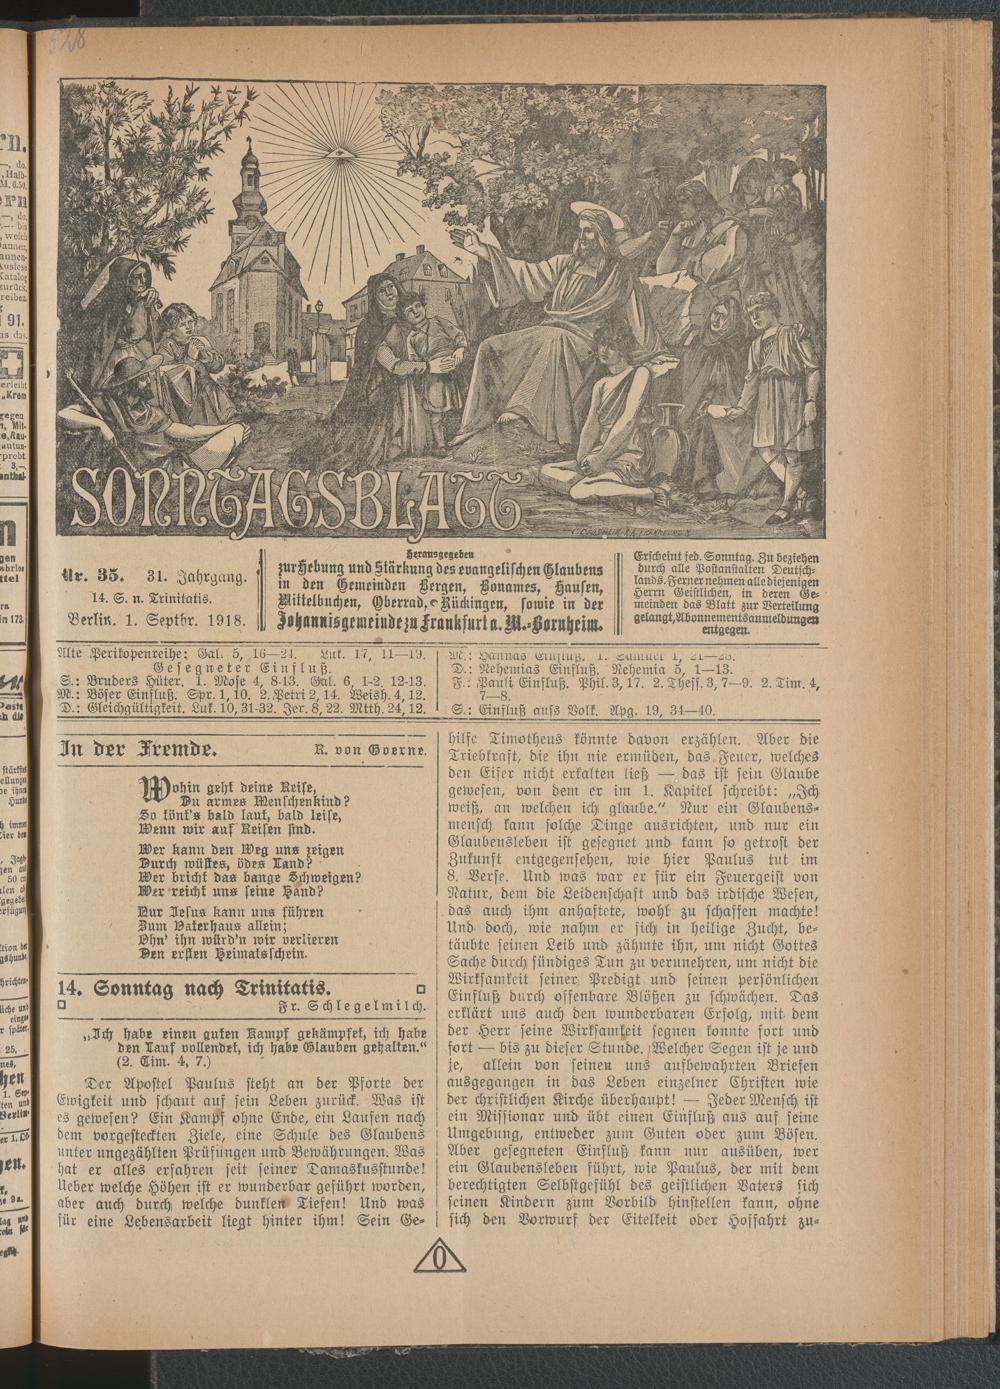 528
SONNTAGSBLATT
Nr. 35. 31. Jahrgang.
14. S. n. Trinitatis.
Berlin. 1. Septbr. 1918.
Herausgegeben
zur Hebung und Stärkung des evangelischen Glaubens
in den Gemeinden Bergen, Bonames, Hausen,
Mittelbuchen, Oberrad, Rückingen, sowie in der
Johannisgemeinde zu Frankfurt a. M.-Bornheim.
Erscheint jed. Sonntag. Zu beziehen
durch alle Postanstalten Deutsch-
lands. Ferner nehmen alle diejenigen
Herrn Geistlichen, in deren Ge-
meinden das Blatt zur Verteilung
gelangt, Abonnementsanmeldungen
entgegen.
Alte Perikopenreihe: Gal. 5, 16—24. Luk. 17, 11—19.
Gesegneter Einfluß.
S.: Bruders Hüter. 1. Mose 4, 8-13. Gal. 6, 1-2. 12-13.
M.: Böser Einfluß. Spr. 1, 10. 2. Petri 2, 14. Weish. 4, 12.
D.: Gleichgültigkeit. Luk. 10, 31-32. Jer. 8, 22. Mtth. 24, 12.
M.: Hannas Einfluß. 1. Samuel 1, 21—28.
D.: Nehemias Einfluß. Nehemia 5, 1—13.
F.: Pauli Einfluß. Phil. 3, 17. 2. Thess. 3, 7—9. 2. Tim. 4,
7—8.
S.: Einfluß aufs Volk. Apg. 19, 34—40.
In der Fremde. R. von Goerne.
Wohin geht deine Reise,
Du armes Menschenkind?
So tönt's bald laut, bald leise,
Wenn wir auf Reisen sind.
Wer kann den Weg uns zeigen
Durch wüstes, ödes Land?
Wer bricht das bange Schweigen?
Wer reicht uns seine Hand?
Nur Jesus kann uns führen
Zum Vaterhaus allein;
Ohn' ihn würd'n wir verlieren
Den ersten Heimatsschein.
14. Sonntag nach Trinitatis.
Fr. Schlegelmilch.
„Ich habe einen guten Kampf gekämpfet, ich habe
den Lauf vollendet, ich habe Glauben gehalten.“
(2. Tim. 4, 7.)
Der Apostel Paulus steht an der Pforte der
Ewigkeit und schaut auf sein Leben zurück. Was ist
es gewesen? Ein Kampf ohne Ende, ein Laufen nach
dem vorgesteckten Ziele, eine Schule des Glaubens
unter ungezählten Prüfungen und Bewährungen. Was
hat er alles erfahren seit seiner Damaskusstunde!
Ueber welche Höhen ist er wunderbar geführt worden,
aber auch durch welche dunklen Tiefen! Und was
für eine Lebensarbeit liegt hinter ihm! Sein Ge-
hilfe Timotheus könnte davon erzählen. Aber die
Triebkraft, die ihn nie ermüden, das Feuer, welches
den Eifer nicht erkalten ließ — das ist sein Glaube
gewesen, von dem er im 1. Kapitel schreibt: „Ich
weiß, an welchen ich glaube.“ Nur ein Glaubens-
mensch kann solche Dinge ausrichten, und nur ein
Glaubensleben ist gesegnet und kann so getrost der
Zukunft entgegensehen, wie hier Paulus tut im
8. Verse. Und was war er für ein Feuergeist von
Natur, dem die Leidenschaft und das irdische Wesen,
das auch ihm anhaftete, wohl zu schaffen machte!
Und doch, wie nahm er sich in heilige Zucht, be-
täubte seinen Leib und zähmte ihn, um nicht Gottes
Sache durch sündiges Tun zu verunehren, um nicht die
Wirksamkeit seiner Predigt und seinen persönlichen
Einfluß durch offenbare Blößen zu schwächen. Das
erklärt uns auch den wunderbaren Erfolg, mit dem
der Herr seine Wirksamkeit segnen konnte fort und
fort — bis zu dieser Stunde. Welcher Segen ist je und
je, allein von seinen uns aufbewahrten Briefen
ausgegangen in das Leben einzelner Christen wie
der christlichen Kirche überhaupt! — Jeder Mensch ist
ein Missionar und übt einen Einfluß aus auf seine
Umgebung, entweder zum Guten oder zum Bösen.
Aber gesegneten Einfluß kann nur ausüben, wer
ein Glaubensleben führt, wie Paulus, der mit dem
berechtigten Selbstgefühl des geistlichen Vaters sich
seinen Kindern zum Vorbild hinstellen kann, ohne
sich den Vorwurf der Eitelkeit oder Hoffahrt zu-
0